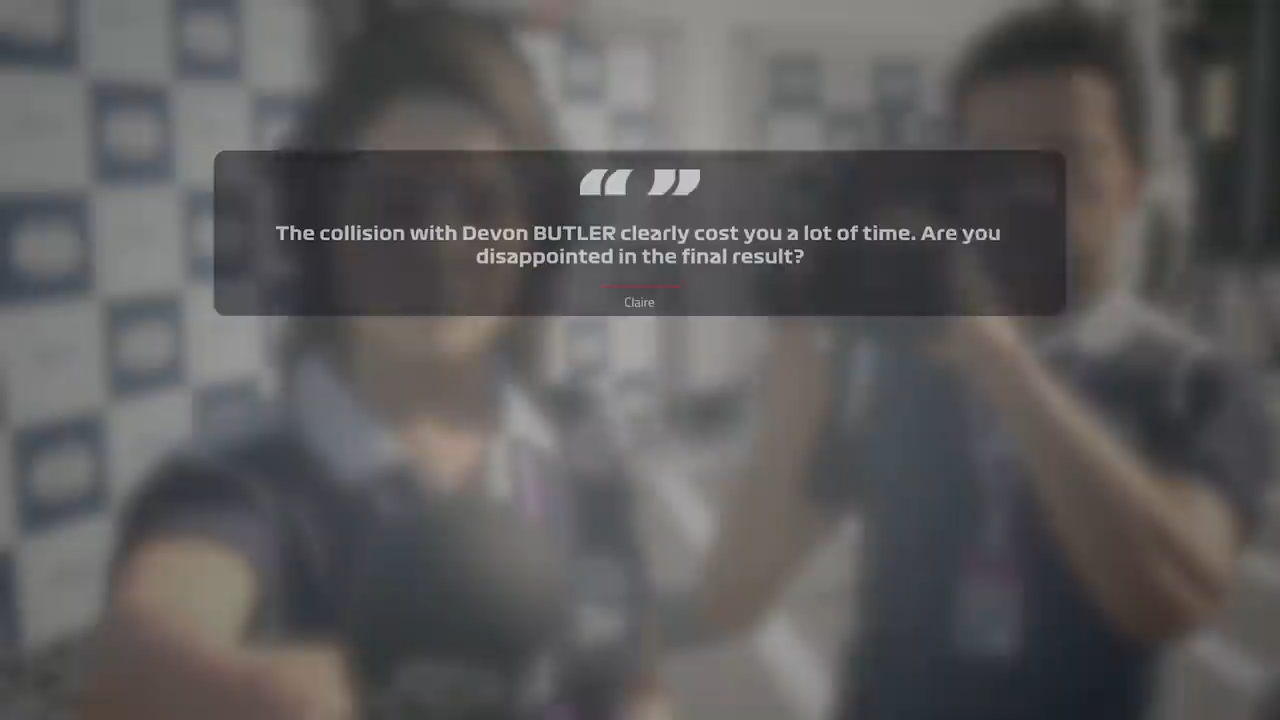 The collision with Devon BUTLER clearly cost you a lot of time. Are you
disappointed in the final result?
Claire